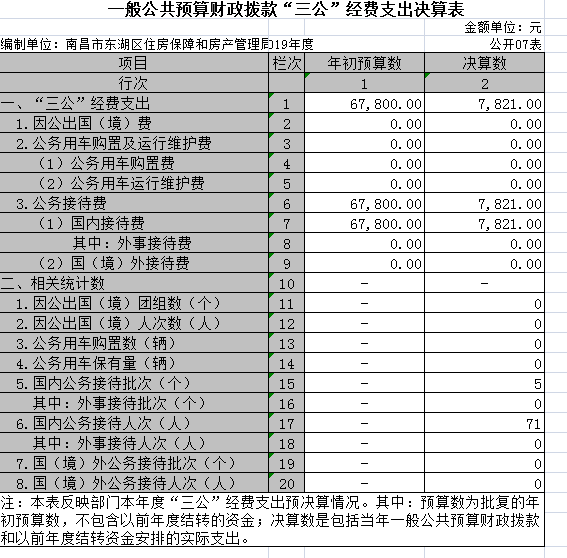 一般公共预算财政拨款“三公”经费支出决算表
金额单位：元
编制单位：南昌市东湖区住房保障和房产管理局019年度 公开07表
项目 栏次 年初预算数 决算数
行次 1 2
一、“三公”经费支出 1 67,800.00 7,821.00
1.因公出国（境）费 2 0.00 0.00
2.公务用车购置及运行维护费 3 0.00 0.00
（1）公务用车购置费 4 0.00 0.00
（2）公务用车运行维护费 5 0.00 0.00
3.公务接待费 6 67,800.00 7,821.00
（1）国内接待费 7 67,800.00 7,821.00
其中：外事接待费 8 0.00 0.00
（2）国（境）外接待费 9 0.00 0.00
二、相关统计数 10 — —
1.因公出国（境）团组数（个） 11 — 0
2.因公出国（境）人次数（人） 12 — 0
3.公务用车购置数（辆） 13 — 0
4.公务用车保有量（辆） 14 — 0
5.国内公务接待批次（个） 15 — 5
其中：外事接待批次（个） 16 — 0
6.国内公务接待人次（人） 17 — 71
其中：外事接待人次（人） 18 — 0
7.国（境）外公务接待批次（个） 19 — 0
8.国（境）外公务接待人次（人） 20 — 0
注：本表反映部门本年度“三公”经费支出预决算情况。其中：预算数为批复的年
初预算数，不包含以前年度结转的资金；决算数是包括当年一般公共预算财政拨款
和以前年度结转资金安排的实际支出。